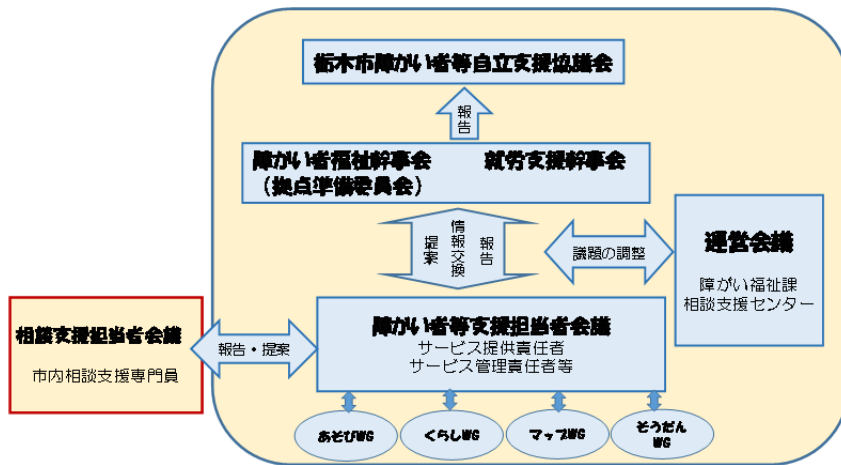 栃木市障がい者等自立支援協議会
報告
障がい者福祉幹事会　就労支援幹事会
（拠点準備委員会）
提案
情報交換
報告
議題の調整
運営会議
障がい福祉課
相談支援センター
相談支援担当者会議
市内相談支援専門員
報告・提案
障がい者等支援担当者会議
サービス提供責任者
サービス管理責任者等
あそびWG
くらしWG
マップWG
そうだん
WG